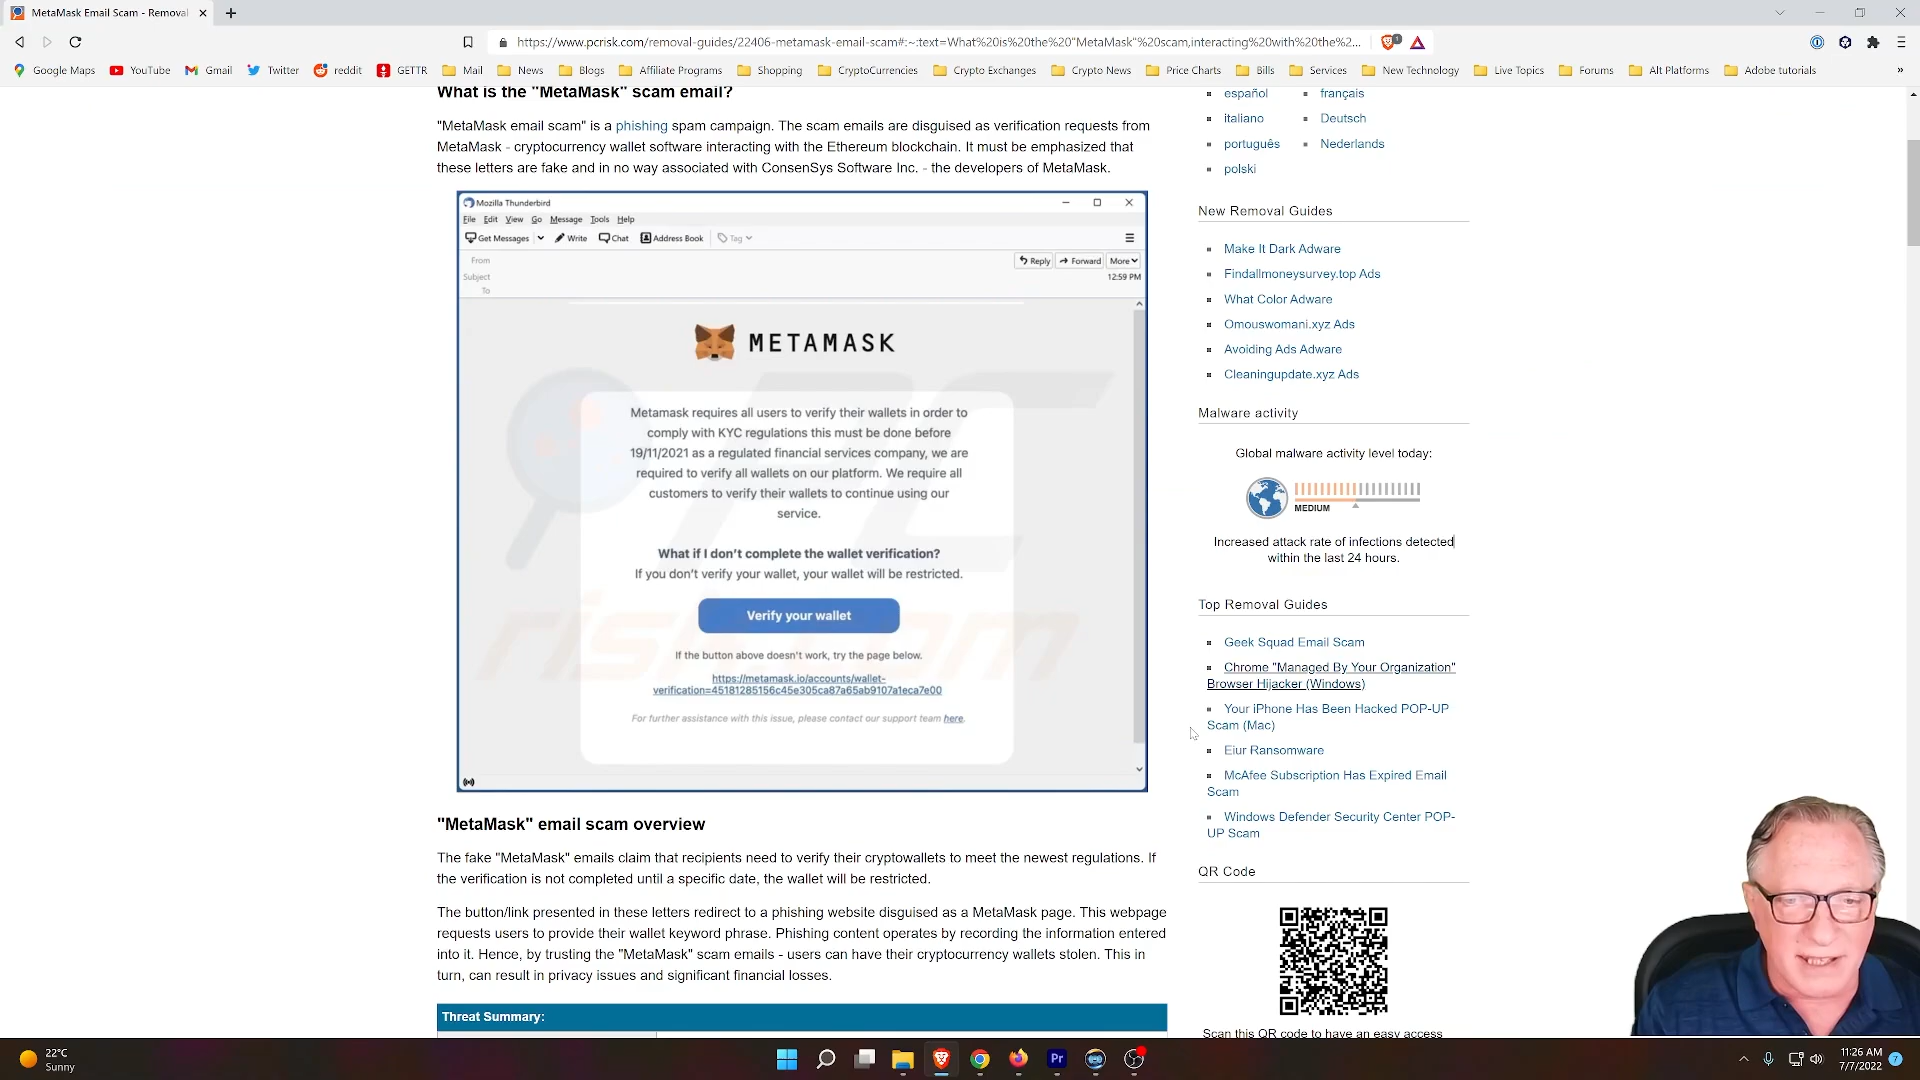 MetaMask Email Scam - Removal
https://www.pcrisk.com/removal-guides/22406-metamask-email-scam#:~:text=What%20is%20the%20"MetaMask"%20scam,interacting%20with%20the%2...
1
Google Maps YouTube Gmail Twitter reddit GETTR Mail News Blogs Affiliate Programs Shopping CryptoCurrencies Crypto Exchanges Crypto News Price Charts Bills Services New Technology Live Topics Forums Alt Platforms Adobe tutorials »
What is the "MetaMask" scam email?
"MetaMask email scam" is a phishing spam campaign. The scam emails are disguised as verification requests from
MetaMask - cryptocurrency wallet software interacting with the Ethereum blockchain. It must be emphasized that
these letters are fake and in no way associated with ConsenSys Software Inc. - the developers of MetaMask.
Mozilla Thunderbird
File Edit View Go Message Tools Help
Get Messages Write Chat Address Book Tag
From
Reply Forward More
Subject
12:59 PM
To
METAMASK
Metamask requires all users to verify their wallets in order to
comply with KYC regulations this must be done before
19/11/2021 as a regulated financial services company, we are
required to verify all wallets on our platform. We require all
customers to verify their wallets to continue using our
service.
What if I don't complete the wallet verification?
If you don't verify your wallet, your wallet will be restricted.
Verify your wallet
If the button above doesn't work, try the page below.
https://metamask.io/accounts/wallet-
verification=45181285156c45e305ca87a65ab9107a1eca7e00
For further assistance with this issue, please contact our support team here.
PC
risk.com
"MetaMask" email scam overview
The fake "MetaMask" emails claim that recipients need to verify their cryptowallets to meet the newest regulations. If
the verification is not completed until a specific date, the wallet will be restricted.
The button/link presented in these letters redirect to a phishing website disguised as a MetaMask page. This webpage
requests users to provide their wallet keyword phrase. Phishing content operates by recording the information entered
into it. Hence, by trusting the "MetaMask" scam emails - users can have their cryptocurrency wallets stolen. This in
turn, can result in privacy issues and significant financial losses.
Threat Summary:
español français
italiano Deutsch
português Nederlands
polski
New Removal Guides
Make It Dark Adware
Findallmoneysurvey.top Ads
What Color Adware
Omouswomani.xyz Ads
Avoiding Ads Adware
Cleaningupdate.xyz Ads
Malware activity
Global malware activity level today:
MEDIUM
Increased attack rate of infections detected
within the last 24 hours.
Top Removal Guides
Geek Squad Email Scam
Chrome "Managed By Your Organization"
Browser Hijacker (Windows)
Your iPhone Has Been Hacked POP-UP
Scam (Mac)
Eiur Ransomware
McAfee Subscription Has Expired Email
Scam
Windows Defender Security Center POP-
UP Scam
QR Code
Scan this QR code to have an easy access
22°C
Sunny
Pr
11:26 AM
7/7/2022
7